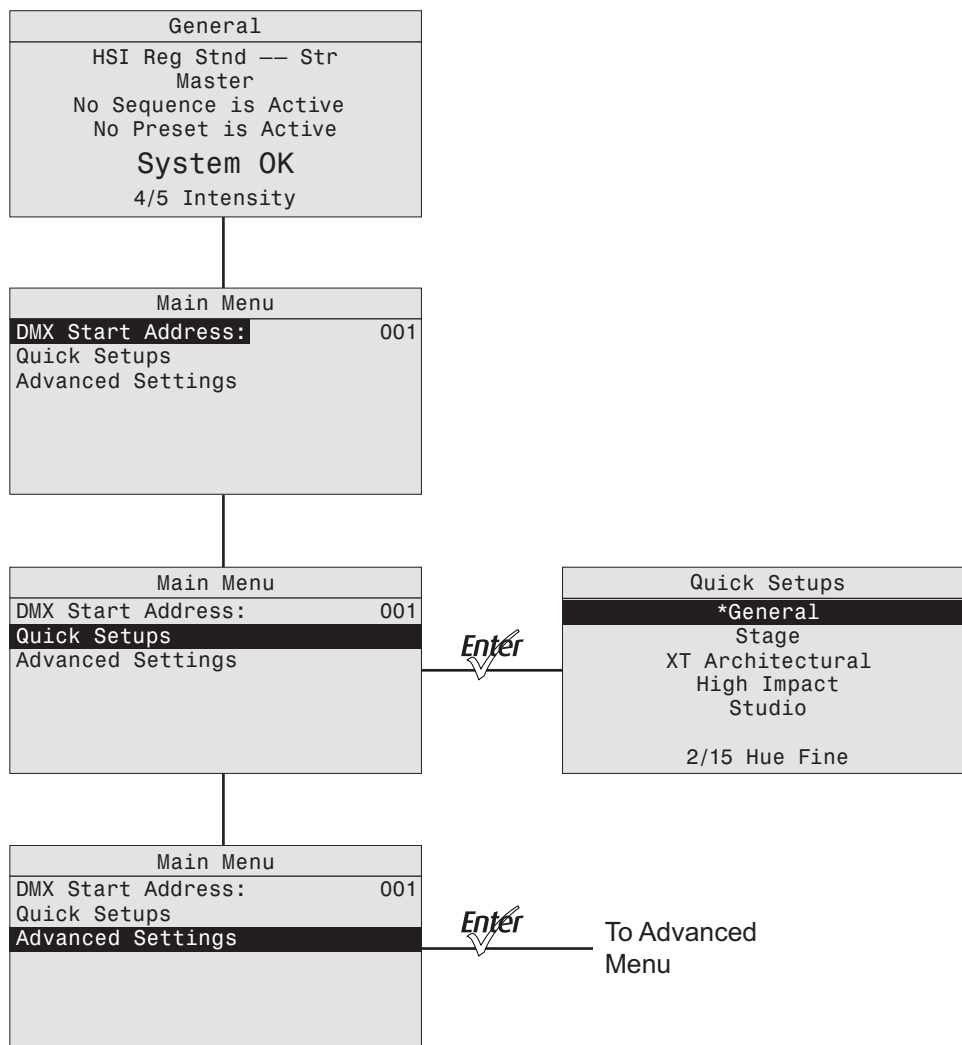 General
HSI Reg Stnd –– Str
Master
No Sequence is Active
No Preset is Active
System OK
4/5 Intensity
Main Menu
DMX Start Address: 001
Quick Setups
Advanced Settings
Main Menu
DMX Start Address: 001
Quick Setups
Advanced Settings
Enter
Quick Setups
*General
Stage
XT Architectural
High Impact
Studio
2/15 Hue Fine
Main Menu
DMX Start Address: 001
Quick Setups
Advanced Settings
Enter
To Advanced
Menu